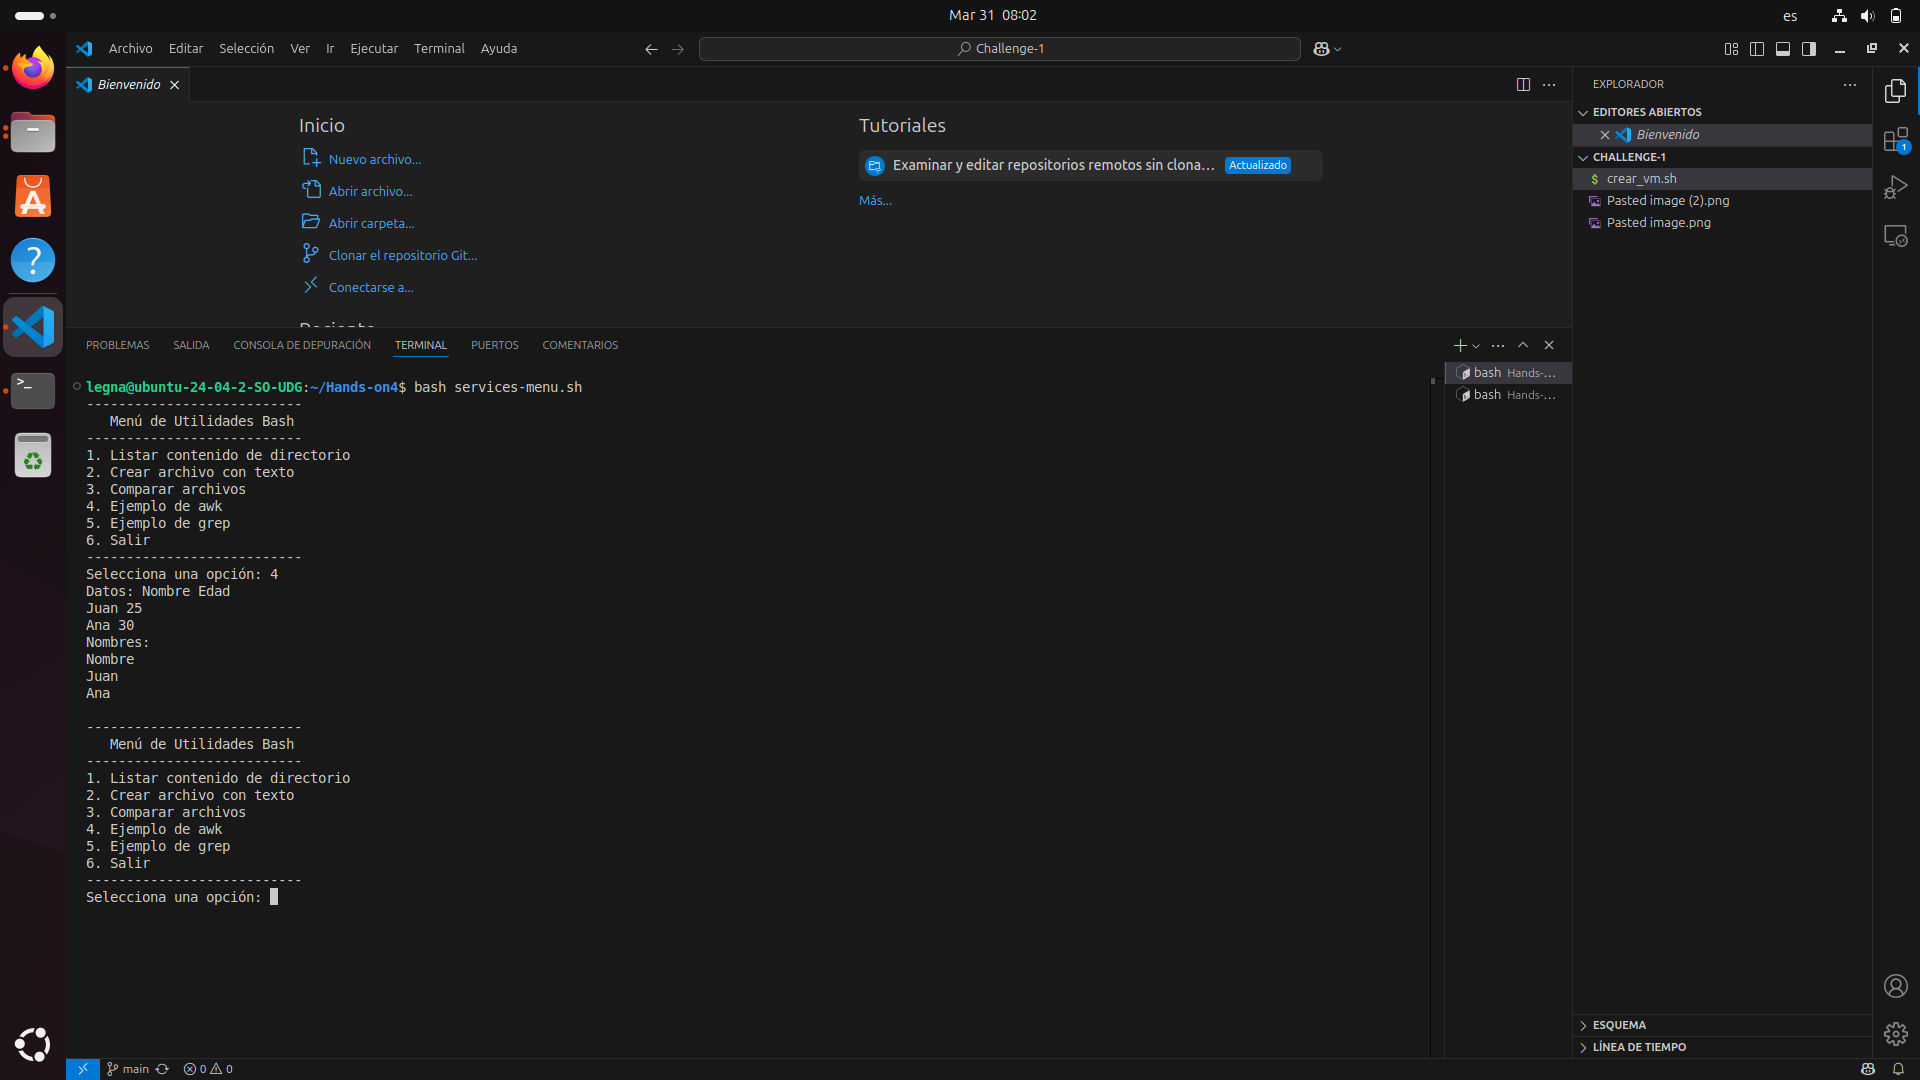 Mar 31 08:02
es
Archivo Editar Selección Ver Ir Ejecutar Terminal Ayuda
Challenge-1
Bienvenido
Inicio
Nuevo archivo...
Abrir archivo...
Abrir carpeta...
Clonar el repositorio Git...
Conectarse a...
Tutoriales
Examinar y editar repositorios remotos sin clona... Actualizado
Más...
PROBLEMAS SALIDA CONSOLA DE DEPURACIÓN TERMINAL PUERTOS COMENTARIOS
legna@ubuntu-24-04-2-SO-UDG:~/Hands-on4$ bash services-menu.sh
---------------------------
Menú de Utilidades Bash
---------------------------
1. Listar contenido de directorio
2. Crear archivo con texto
3. Comparar archivos
4. Ejemplo de awk
5. Ejemplo de grep
6. Salir
---------------------------
Selecciona una opción: 4
Datos: Nombre Edad
Juan 25
Ana 30
Nombres:
Nombre
Juan
Ana
---------------------------
Menú de Utilidades Bash
---------------------------
1. Listar contenido de directorio
2. Crear archivo con texto
3. Comparar archivos
4. Ejemplo de awk
5. Ejemplo de grep
6. Salir
---------------------------
Selecciona una opción:
bash Hands-...
bash Hands-...
EXPLORADOR
EDITORES ABIERTOS
Bienvenido
CHALLENGE-1
$ crear_vm.sh
Pasted image (2).png
Pasted image.png
1
ESQUEMA
LÍNEA DE TIEMPO
main 0 0